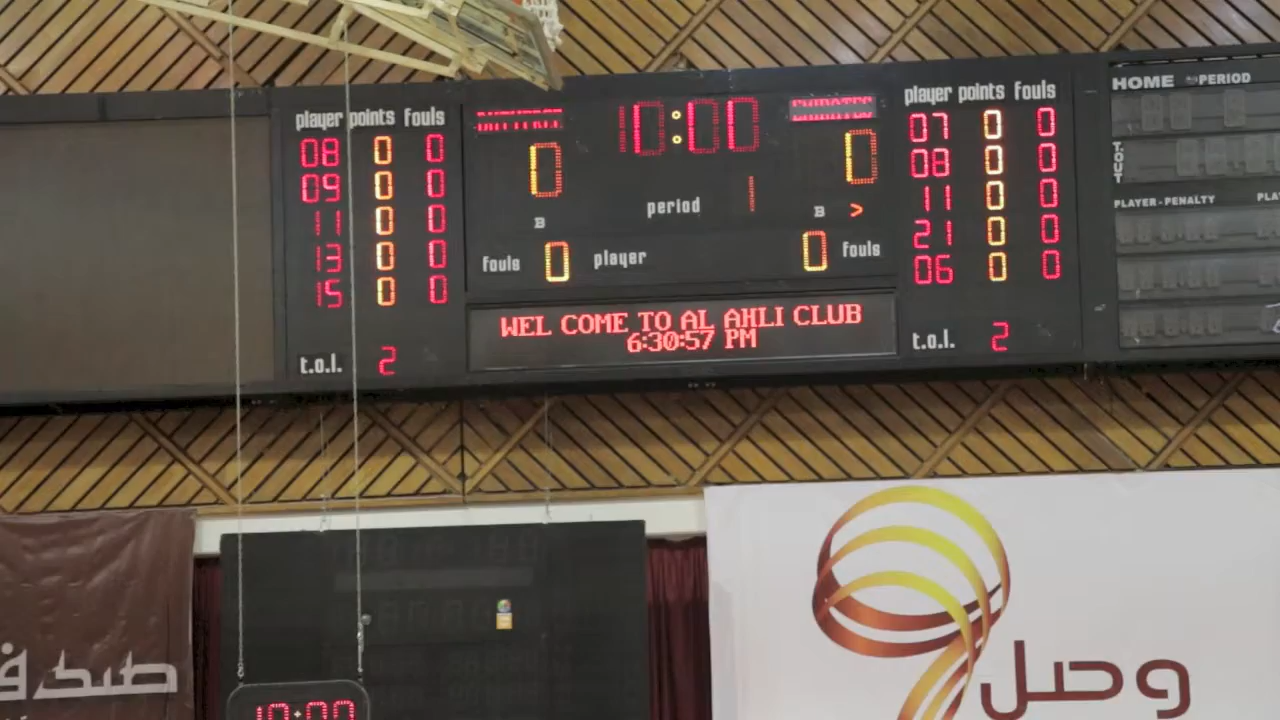 player points fouls
08 0 0
09 0 0
11 0 0
13 0 0
15 0 0
t.o.l. 2
10:00
EMIRATES
0 0
period 1
B B >
fouls 0 player 0 fouls
WEL COME TO AL AHLI CLUB
6:30:57 PM
player points fouls
07 0 0
08 0 0
11 0 0
21 0 0
06 0 0
t.o.l. 2
HOME PERIOD
T.OUT
PLAYER-PENALTY
وصل
10:00